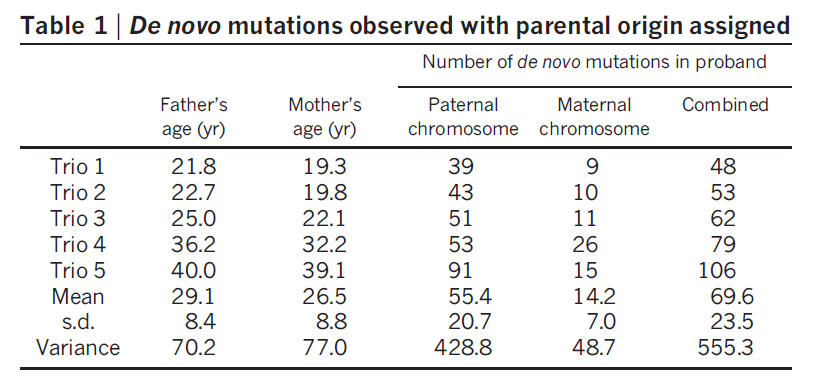 Table 1 | De novo mutations observed with parental origin assigned
Number of de novo mutations in proband
Father's age (yr) Mother's age (yr) Paternal chromosome Maternal chromosome Combined
Trio 1 21.8 19.3 39 9 48
Trio 2 22.7 19.8 43 10 53
Trio 3 25.0 22.1 51 11 62
Trio 4 36.2 32.2 53 26 79
Trio 5 40.0 39.1 91 15 106
Mean 29.1 26.5 55.4 14.2 69.6
s.d. 8.4 8.8 20.7 7.0 23.5
Variance 70.2 77.0 428.8 48.7 555.3